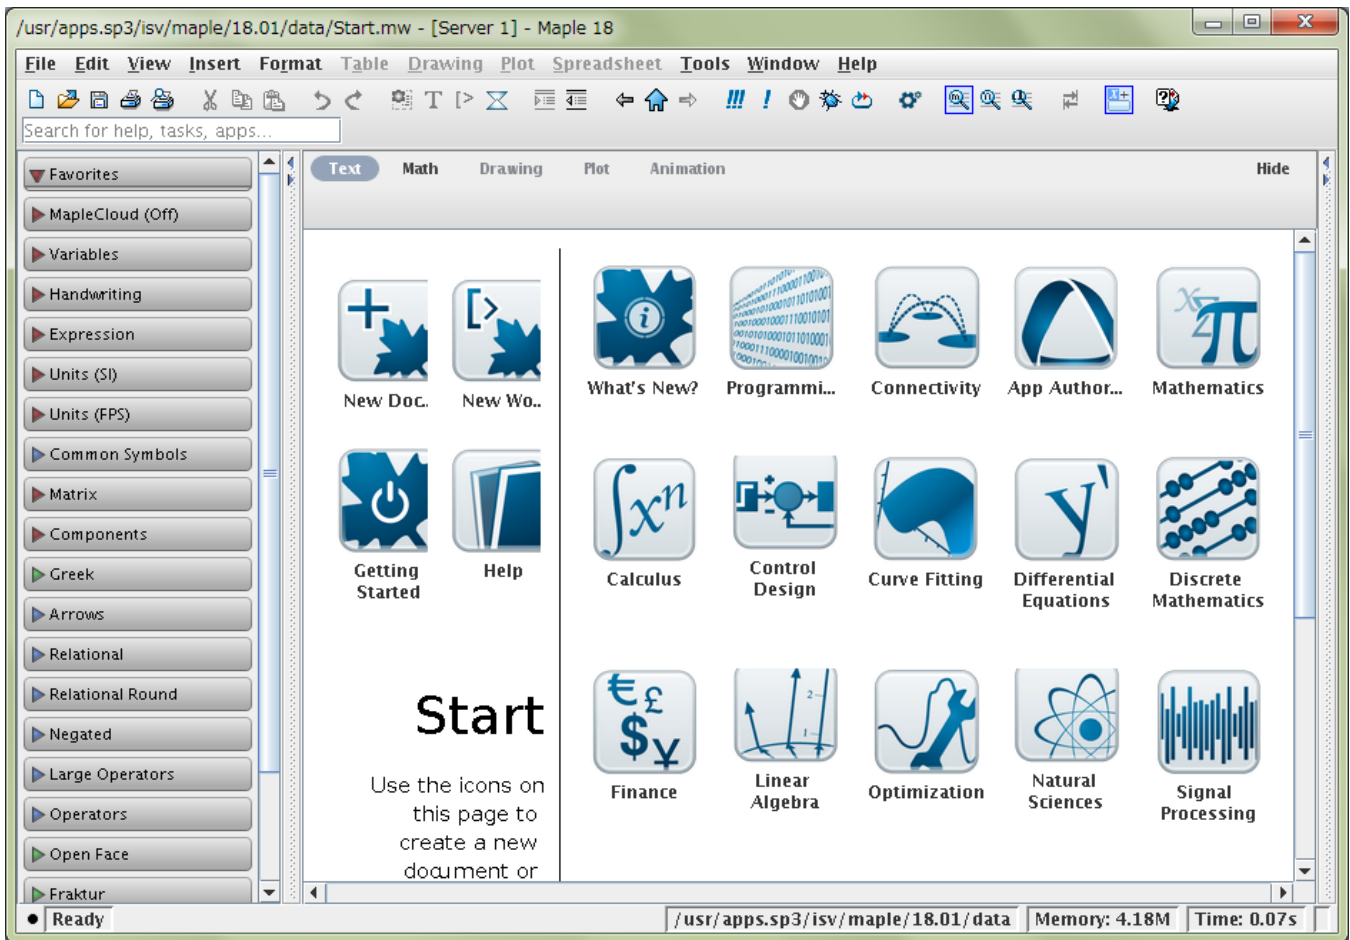 /usr/apps.sp3/isv/maple/18.01/data/Start.mw - [Server 1] - Maple 18
File Edit View Insert Format Table Drawing Plot Spreadsheet Tools Window Help
Search for help, tasks, apps...
Favorites
MapleCloud (Off)
Variables
Handwriting
Expression
Units (SI)
Units (FPS)
Common Symbols
Matrix
Components
Greek
Arrows
Relational
Relational Round
Negated
Large Operators
Operators
Open Face
Fraktur
Text Math Drawing Plot Animation Hide
New Doc.. New Wo..
Getting
Started
Help
Start
Use the icons on
this page to
create a new
document or
What's New? Programmi... Connectivity App Author... Mathematics
Calculus
Control
Design
Curve Fitting
Differential
Equations
Discrete
Mathematics
Finance
Linear
Algebra
Optimization
Natural
Sciences
Signal
Processing
Ready /usr/apps.sp3/isv/maple/18.01/data Memory: 4.18M Time: 0.07s